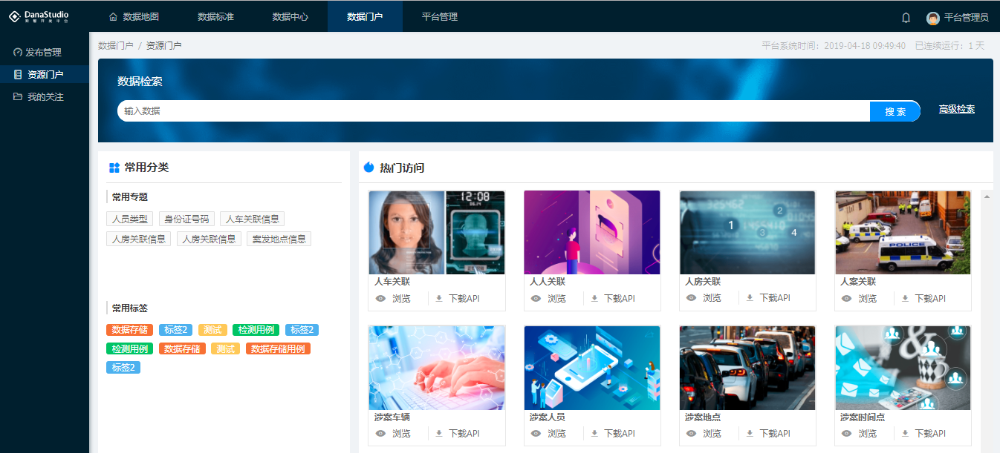 DanaStudio
数据开发平台
数据地图
数据标准
数据中心
数据门户
平台管理
平台管理员
发布管理
资源门户
我的关注
数据门户 / 资源门户
平台系统时间：2019-04-18 09:49:40 已连续运行：1 天
数据检索
输入数据
搜 索
高级检索
常用分类
常用专题
人员类型 身份证号码 人车关联信息
人房关联信息 人房关联信息 案发地点信息
常用标签
数据存储 标签2 测试 检测用例 标签2
检测用例 数据存储 测试 数据存储用例
标签2
热门访问
12:08
人车关联
浏览 下载API
人人关联
浏览 下载API
1 2 3 4
人房关联
浏览 下载API
POLICE
人案关联
浏览 下载API
涉案车辆
浏览 下载API
涉案人员
浏览 下载API
涉案地点
浏览 下载API
&
涉案时间点
浏览 下载API